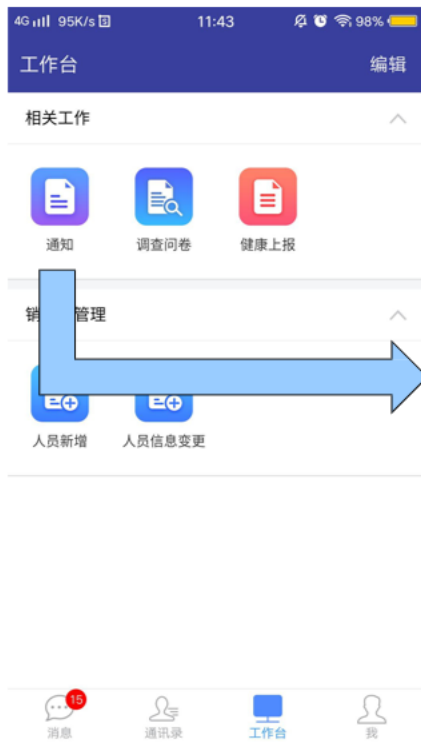 4G 95K/s 11:43 98%
工作台 编辑
相关工作
通知 调查问卷 健康上报
销 管理
人员新增 人员信息变更
15
消息 通讯录 工作台 我